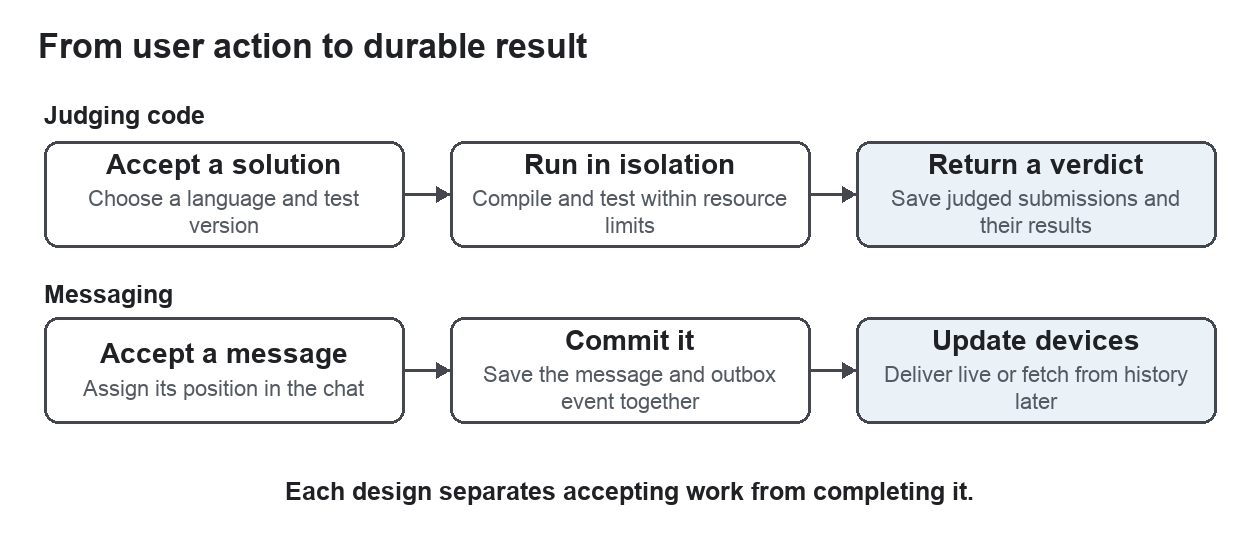 From user action to durable result
Judging code
Accept a solution
Choose a language and test
version
Run in isolation
Compile and test within resource
limits
Return a verdict
Save judged submissions and
their results
Messaging
Accept a message
Assign its position in the chat
Commit it
Save the message and outbox
event together
Update devices
Deliver live or fetch from history
later
Each design separates accepting work from completing it.